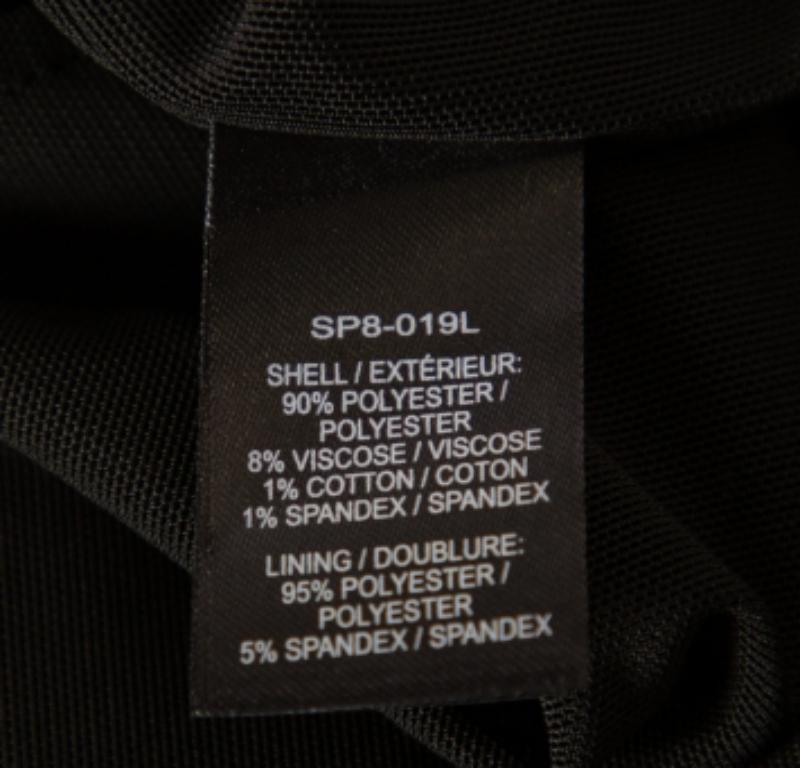 SP8-019L
SHELL / EXTÉRIEUR:
90% POLYESTER /
POLYESTER
8% VISCOSE / VISCOSE
1% COTTON / COTON
1% SPANDEX / SPANDEX
LINING / DOUBLURE:
95% POLYESTER /
POLYESTER
5% SPANDEX / SPANDEX